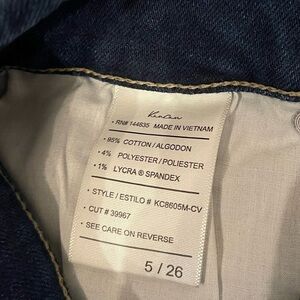 KanCan
• RN# 144635 MADE IN VIETNAM
• 95% COTTON / ALGODON
• 4% POLYESTER / POLIESTER
• 1% LYCRA ® SPANDEX
• STYLE / ESTILO # KC8605M-CV
• CUT # 39967
• SEE CARE ON REVERSE
5 / 26